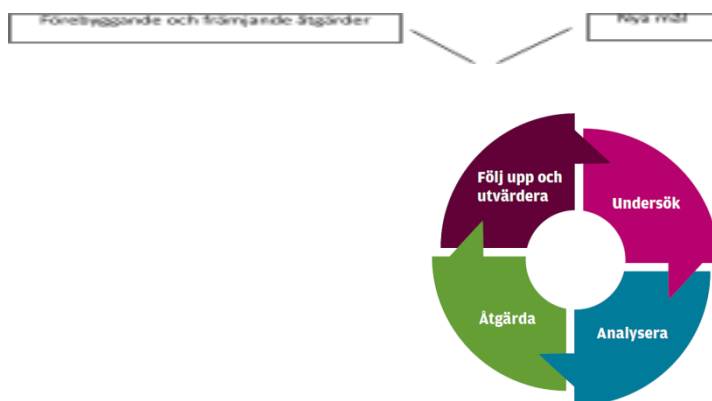 Förebyggande och främjande åtgärder
Nya mål
Följ upp och
utvärdera
Undersök
Åtgärda
Analysera